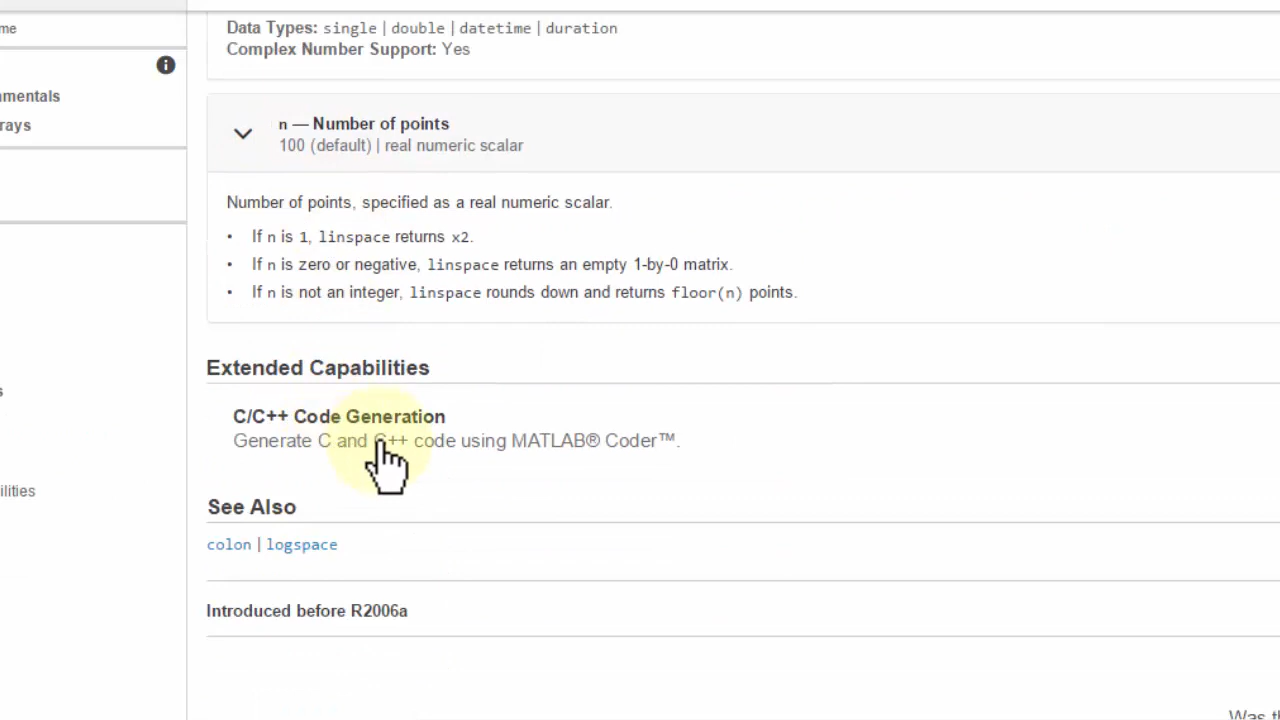 me
Data Types: single | double | datetime | duration
Complex Number Support: Yes
amentals
rays
n — Number of points
100 (default) | real numeric scalar
Number of points, specified as a real numeric scalar.
• If n is 1, linspace returns x2.
• If n is zero or negative, linspace returns an empty 1-by-0 matrix.
• If n is not an integer, linspace rounds down and returns floor(n) points.
Extended Capabilities
s
C/C++ Code Generation
Generate C and C++ code using MATLAB® Coder™.
ilities
See Also
colon | logspace
Introduced before R2006a
Was th